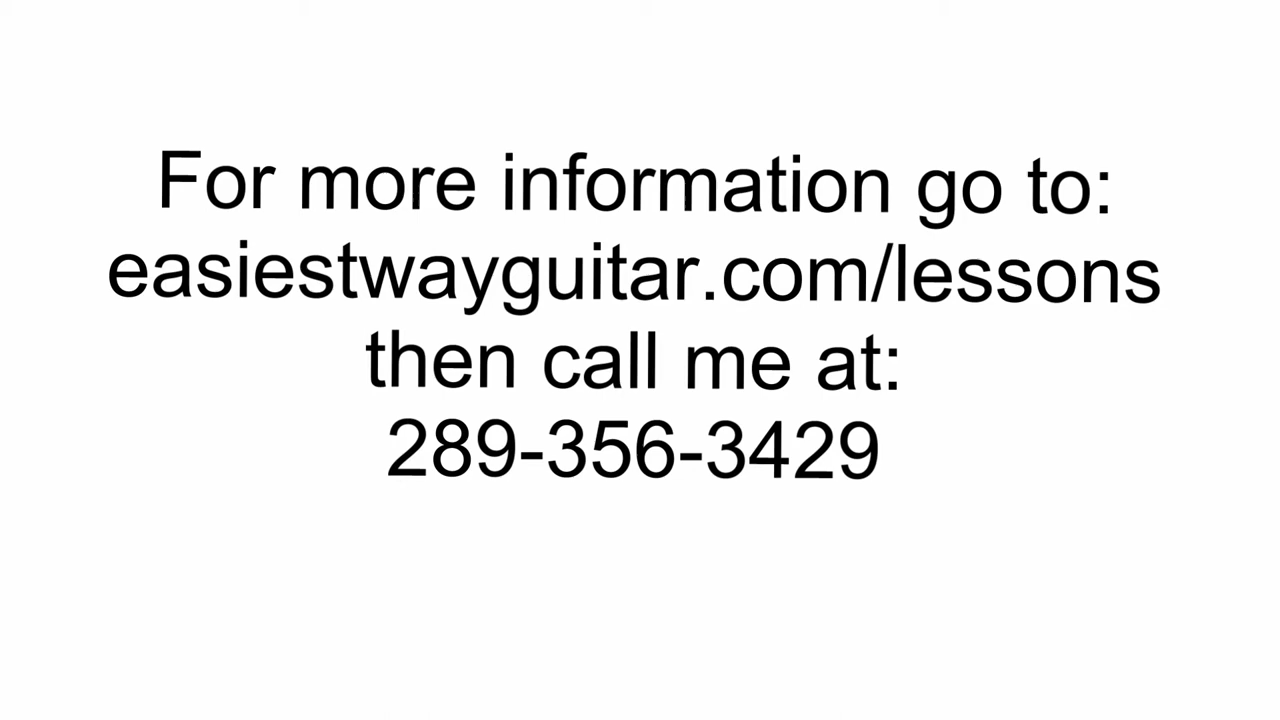 For more information go to:
easiestwayguitar.com/lessons
then call me at:
289-356-3429